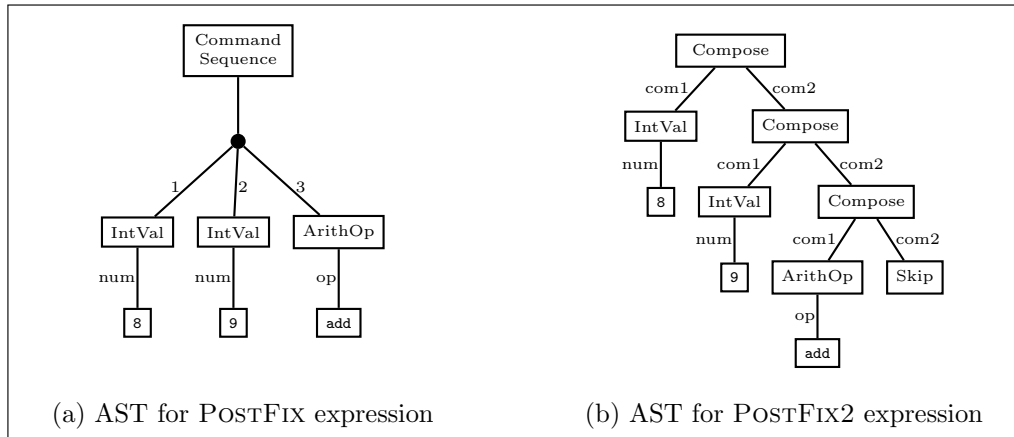 Command
Sequence
1
2
3
IntVal
IntVal
ArithOp
num
num
op
8
9
add
(a) AST for POSTFIX expression
Compose
com1
com2
IntVal
Compose
num
com1
com2
8
IntVal
Compose
num
com1
com2
9
ArithOp
Skip
op
add
(b) AST for POSTFIX2 expression